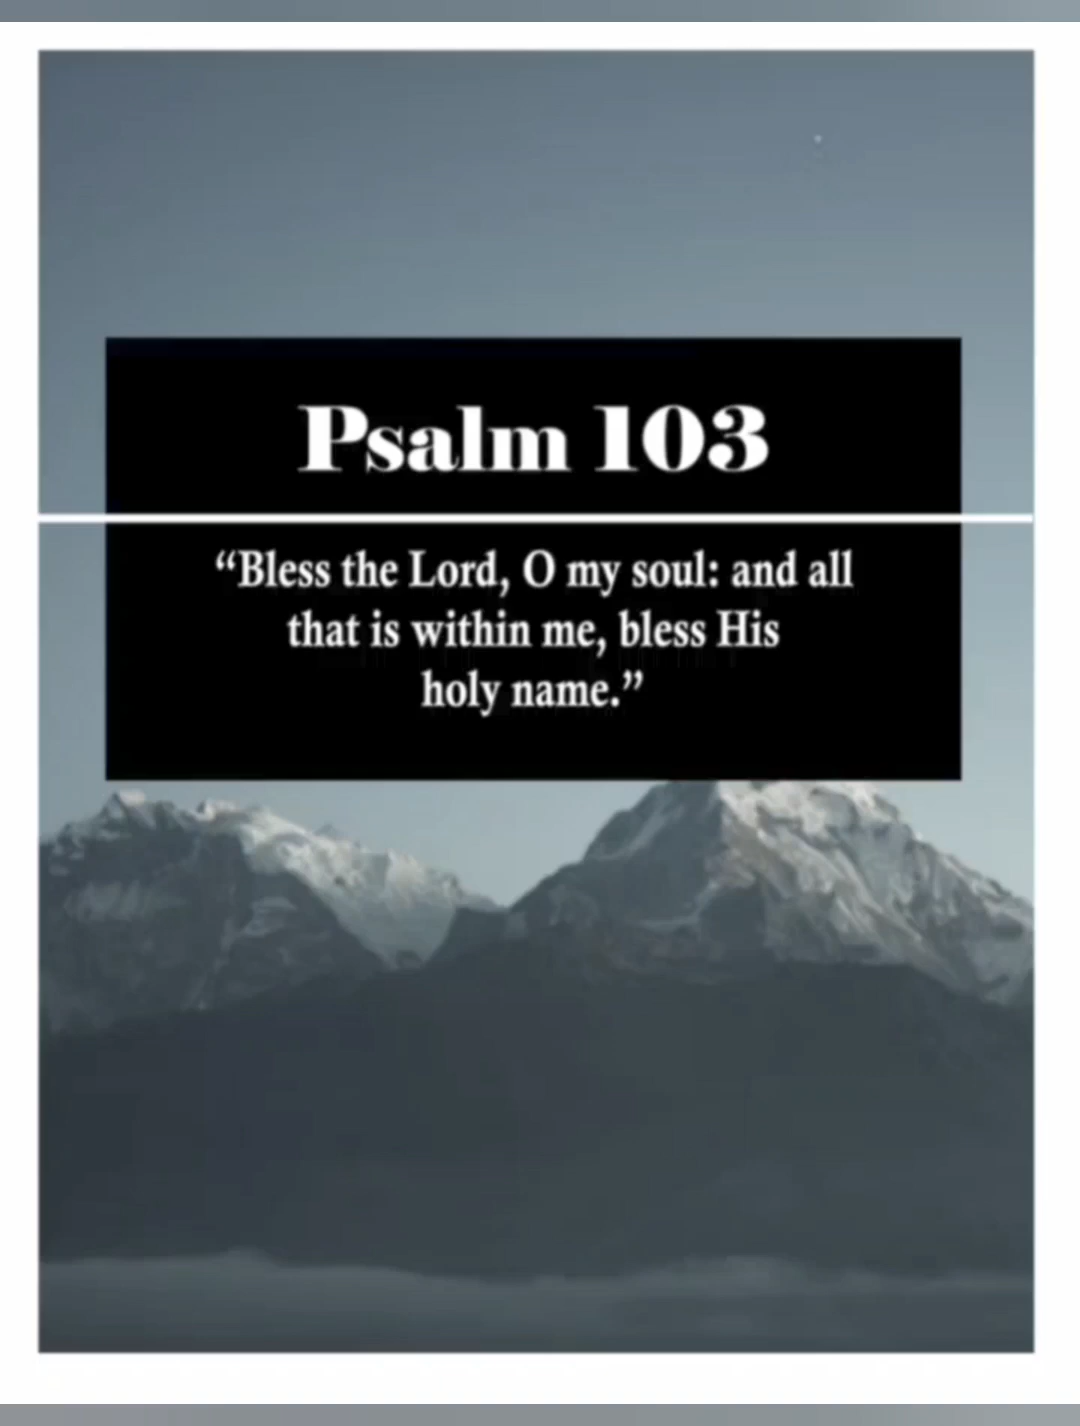 Psalm 103
“Bless the Lord, O my soul: and all
that is within me, bless His
holy name.”